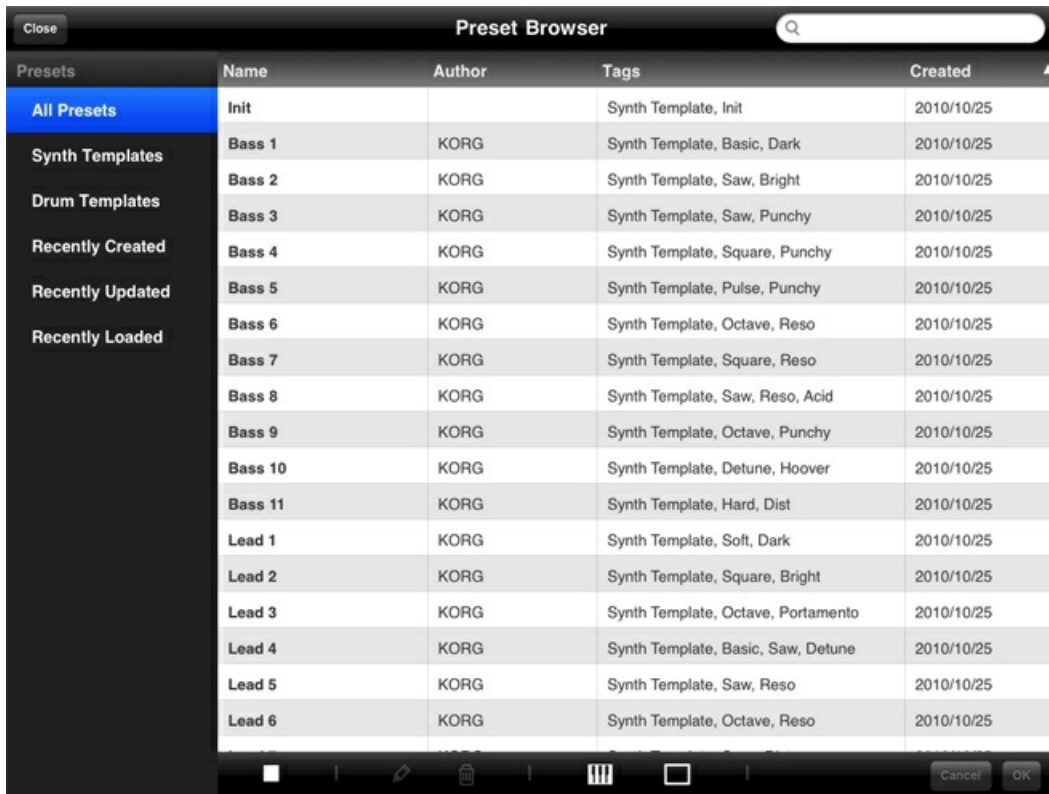 Close Preset Browser
Presets Name Author Tags Created
All Presets
Synth Templates
Drum Templates
Recently Created
Recently Updated
Recently Loaded
Init Synth Template, Init 2010/10/25
Bass 1 KORG Synth Template, Basic, Dark 2010/10/25
Bass 2 KORG Synth Template, Saw, Bright 2010/10/25
Bass 3 KORG Synth Template, Saw, Punchy 2010/10/25
Bass 4 KORG Synth Template, Square, Punchy 2010/10/25
Bass 5 KORG Synth Template, Pulse, Punchy 2010/10/25
Bass 6 KORG Synth Template, Octave, Reso 2010/10/25
Bass 7 KORG Synth Template, Square, Reso 2010/10/25
Bass 8 KORG Synth Template, Saw, Reso, Acid 2010/10/25
Bass 9 KORG Synth Template, Octave, Punchy 2010/10/25
Bass 10 KORG Synth Template, Detune, Hoover 2010/10/25
Bass 11 KORG Synth Template, Hard, Dist 2010/10/25
Lead 1 KORG Synth Template, Soft, Dark 2010/10/25
Lead 2 KORG Synth Template, Square, Bright 2010/10/25
Lead 3 KORG Synth Template, Octave, Portamento 2010/10/25
Lead 4 KORG Synth Template, Basic, Saw, Detune 2010/10/25
Lead 5 KORG Synth Template, Saw, Reso 2010/10/25
Lead 6 KORG Synth Template, Octave, Reso 2010/10/25
Cancel OK